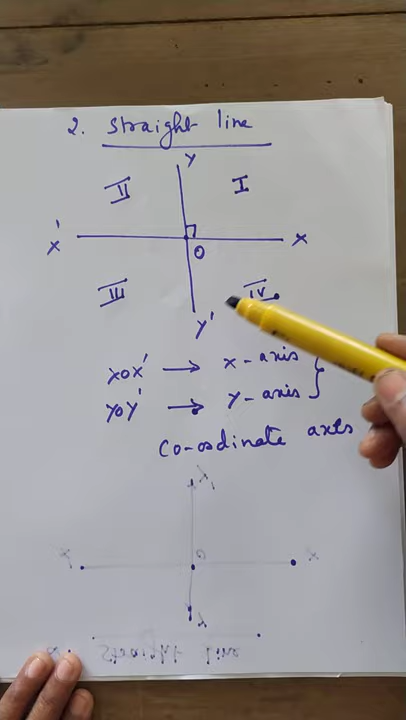 2. Straight line
Y
II I
X' X
O
III IV
Y'
XOX' → X-axis
YOY' → Y-axis
Co-ordinate axes